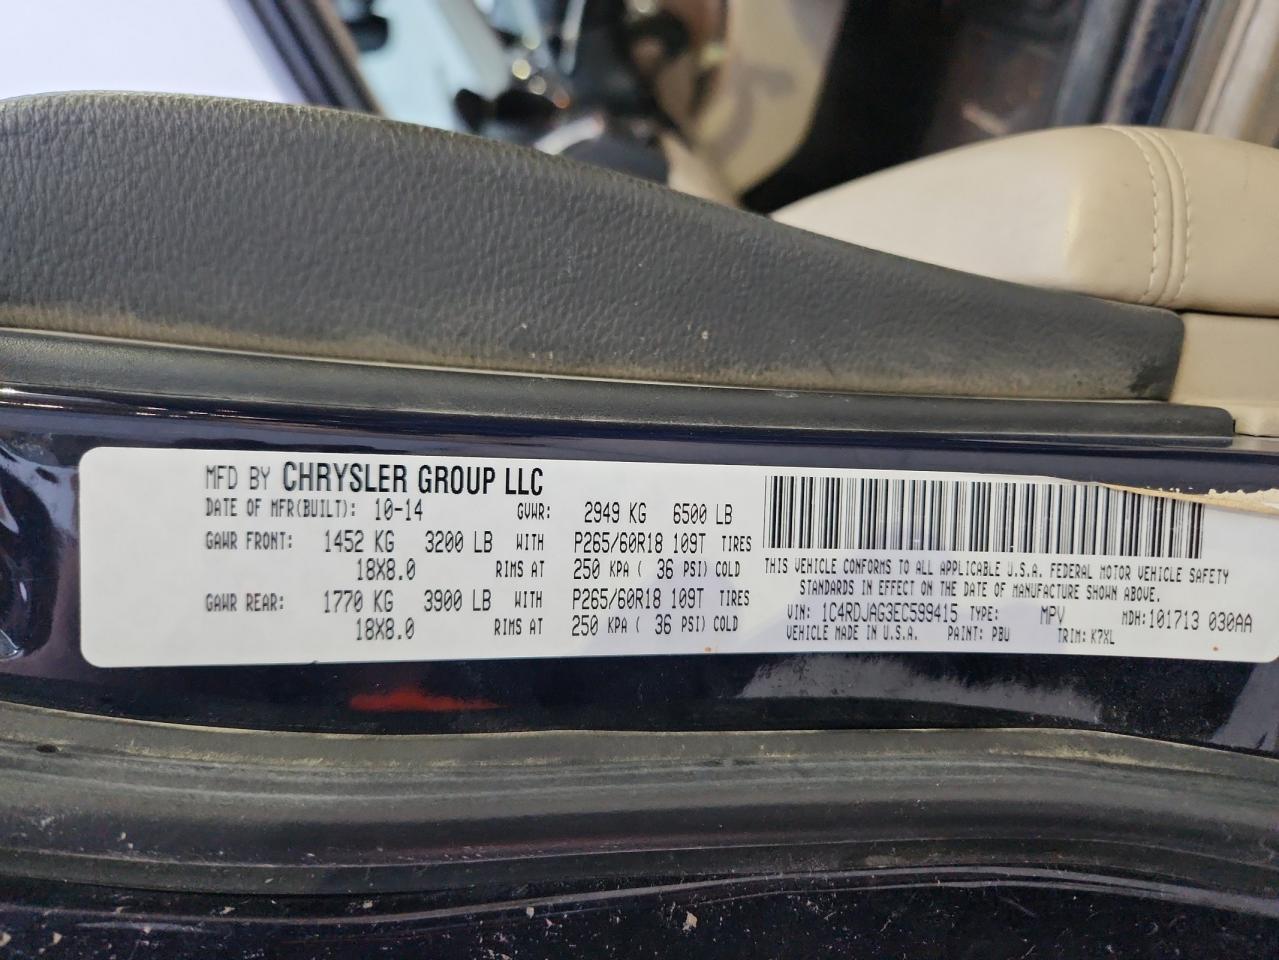 MFD BY CHRYSLER GROUP LLC
DATE OF MFR(BUILT): 10-14 GVWR: 2949 KG 6500 LB
GAWR FRONT: 1452 KG 3200 LB WITH P265/60R18 109T TIRES
18X8.0 RIMS AT 250 KPA ( 36 PSI) COLD
GAWR REAR: 1770 KG 3900 LB WITH P265/60R18 109T TIRES
18X8.0 RIMS AT 250 KPA ( 36 PSI) COLD
THIS VEHICLE CONFORMS TO ALL APPLICABLE U.S.A. FEDERAL MOTOR VEHICLE SAFETY
STANDARDS IN EFFECT ON THE DATE OF MANUFACTURE SHOWN ABOVE.
VIN: 1C4RDJAG3EC599415 TYPE: MPV MDH:101713 030AA
VEHICLE MADE IN U.S.A. PAINT: PBU TRIM: K7XL